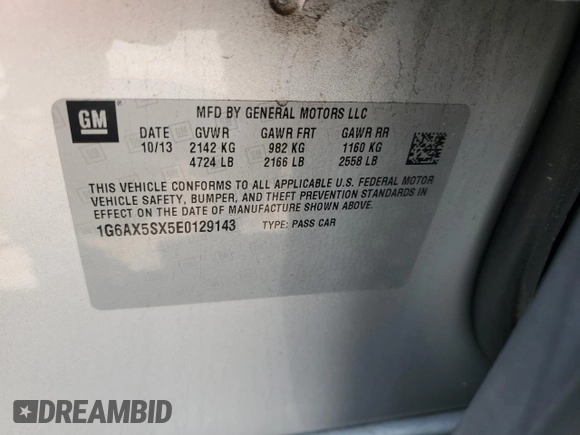 GM
MFD BY GENERAL MOTORS LLC
DATE GVWR GAWR FRT GAWR RR
10/13 2142 KG 982 KG 1160 KG
4724 LB 2166 LB 2558 LB
THIS VEHICLE CONFORMS TO ALL APPLICABLE U.S. FEDERAL MOTOR
VEHICLE SAFETY, BUMPER, AND THEFT PREVENTION STANDARDS IN
EFFECT ON THE DATE OF MANUFACTURE SHOWN ABOVE.
1G6AX5SX5E0129143 TYPE: PASS CAR
DREAMBID